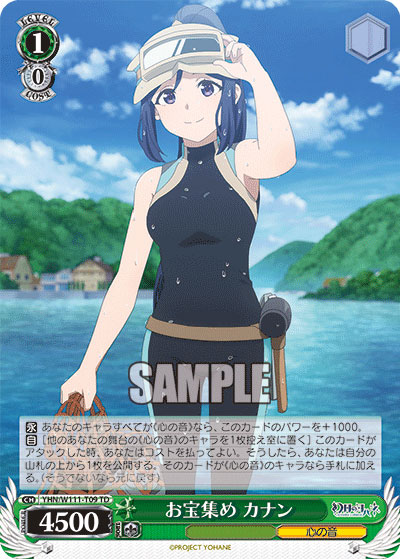 LEVEL
1
0
COST
SAMPLE
永 あなたのキャラすべてが《心の音》なら、このカードのパワーを＋1000。
自 ［他のあなたの舞台の《心の音》のキャラを1枚控え室に置く］ このカードが
アタックした時、あなたはコストを払ってよい。そうしたら、あなたは自分の
山札の上から1枚を公開する。そのカードが《心の音》のキャラなら手札に加
える。（そうでないなら元に戻す）
CH YHN/W111-T09 TD
4500
お宝集め カナン
心の音
©PROJECT YOHANE